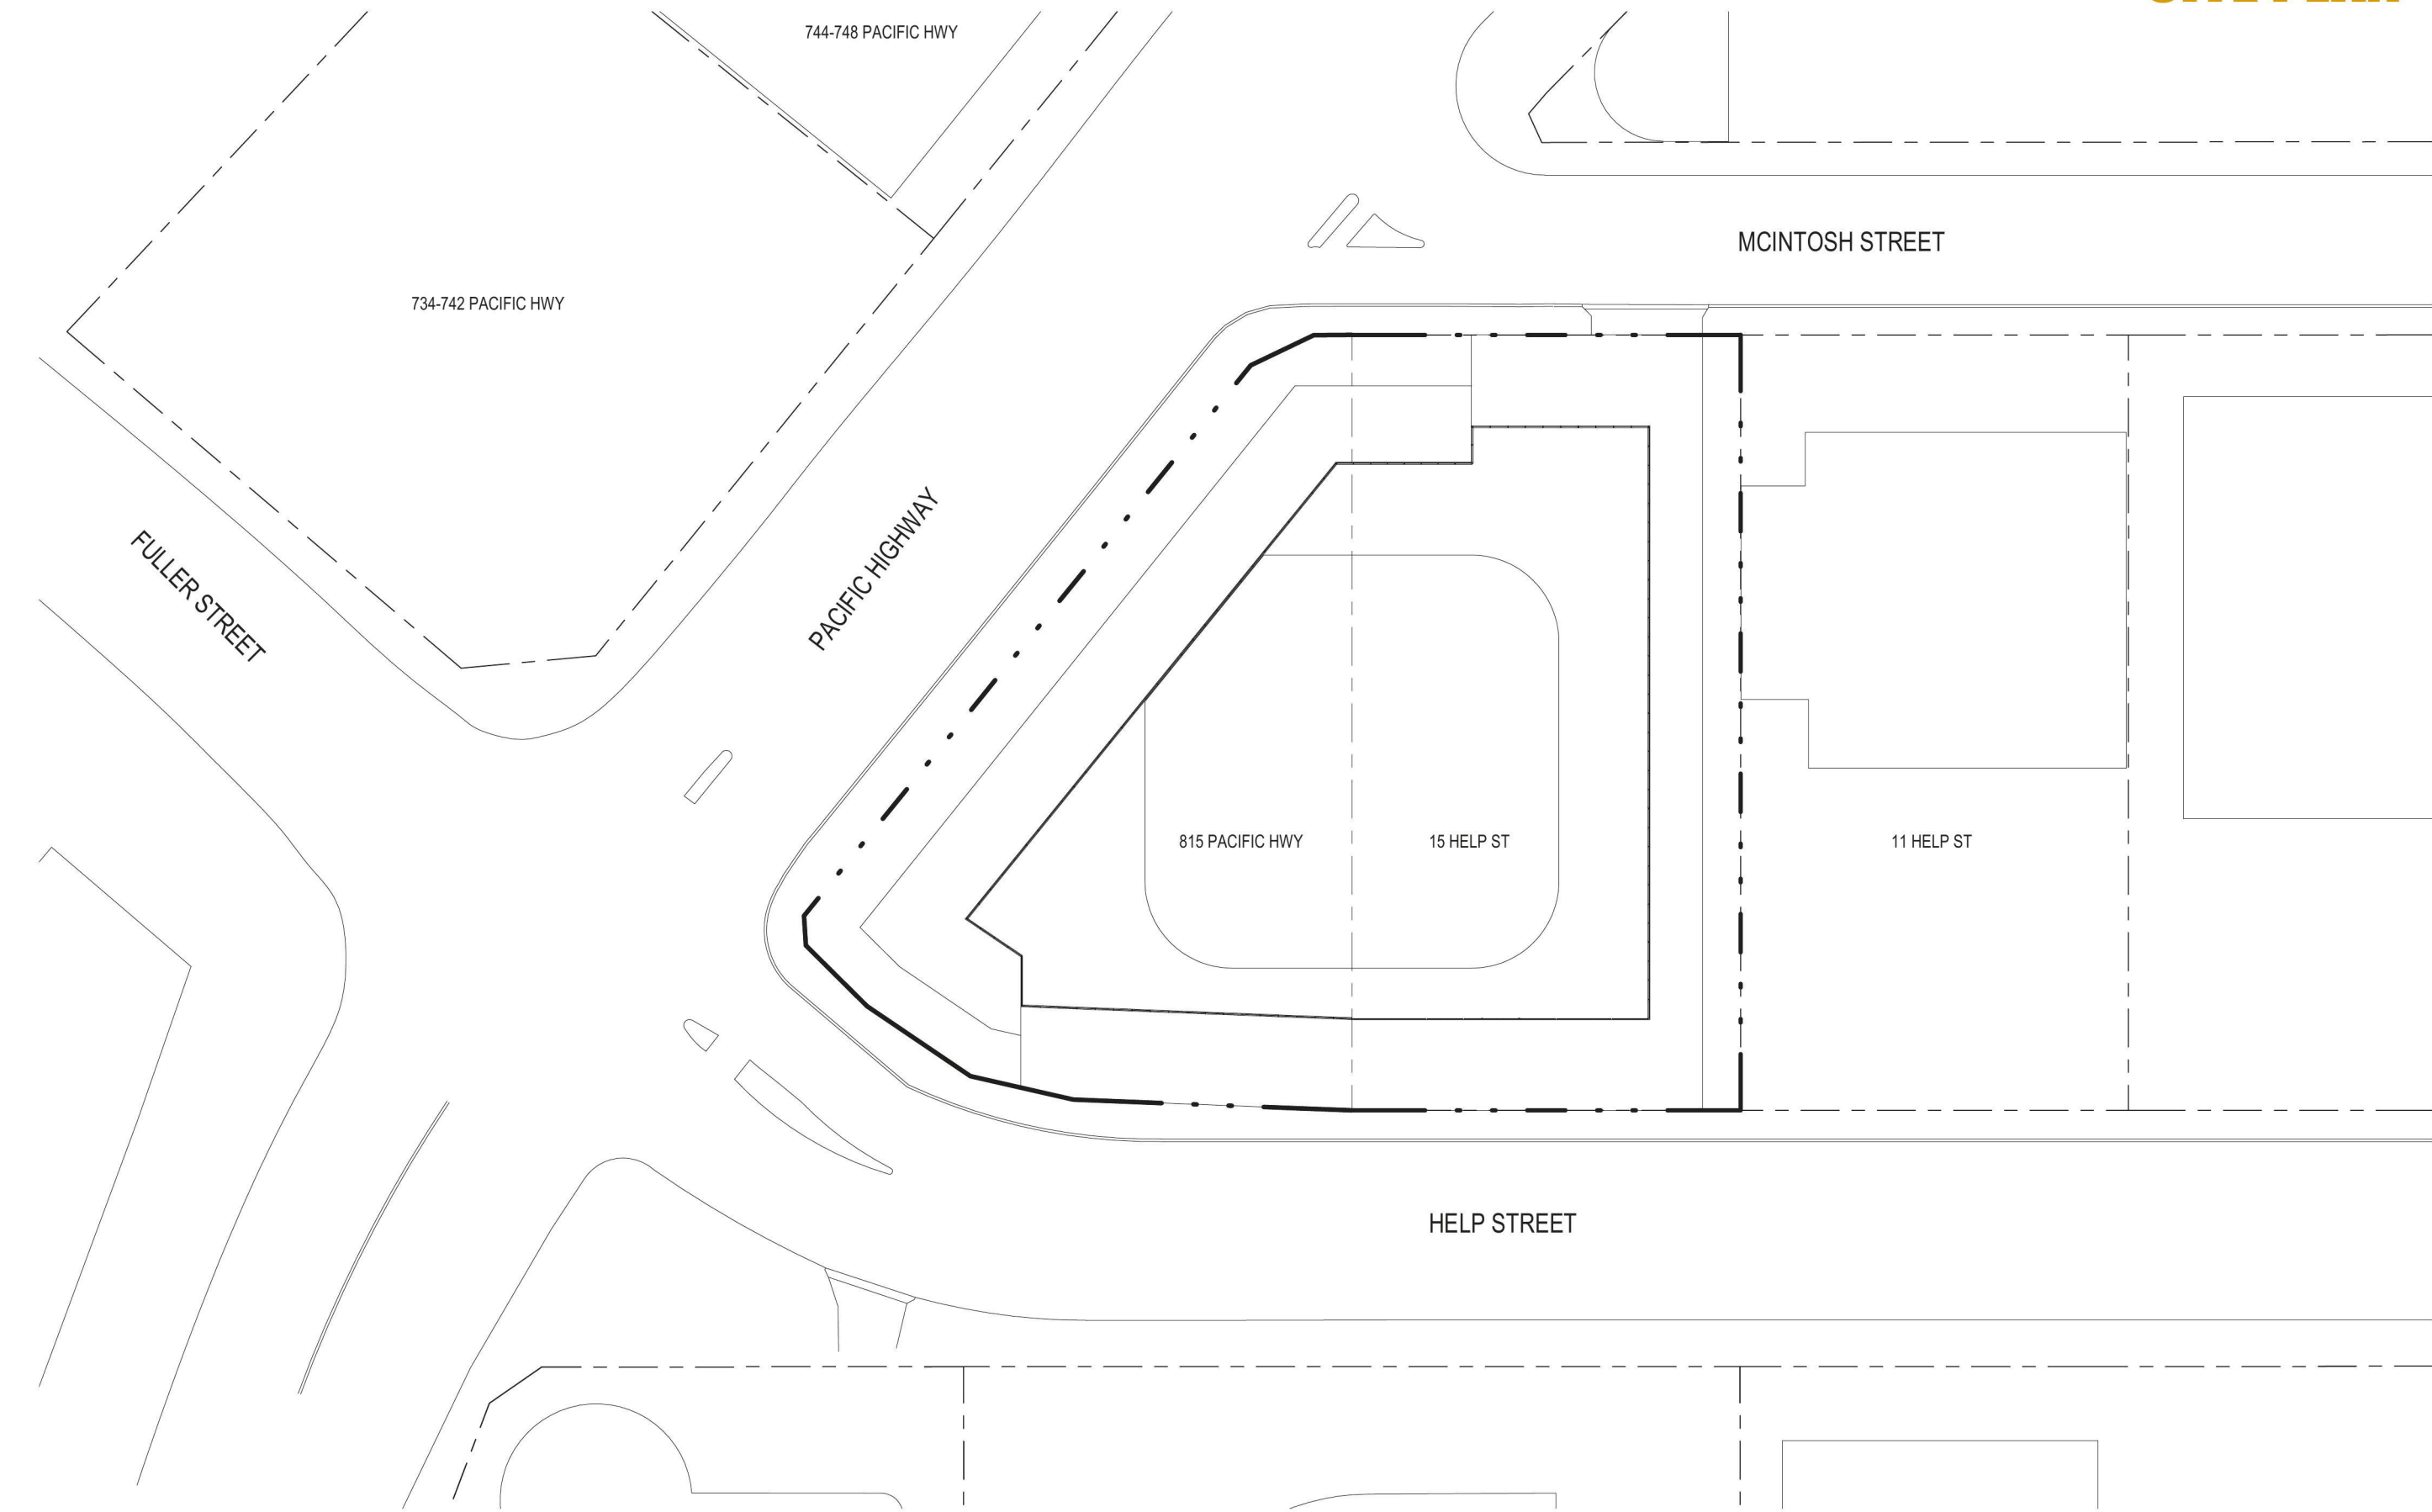 744-748 PACIFIC HWY
MCINTOSH STREET
734-742 PACIFIC HWY
PACIFIC HIGHWAY
FULLER STREET
815 PACIFIC HWY
15 HELP ST
11 HELP ST
HELP STREET